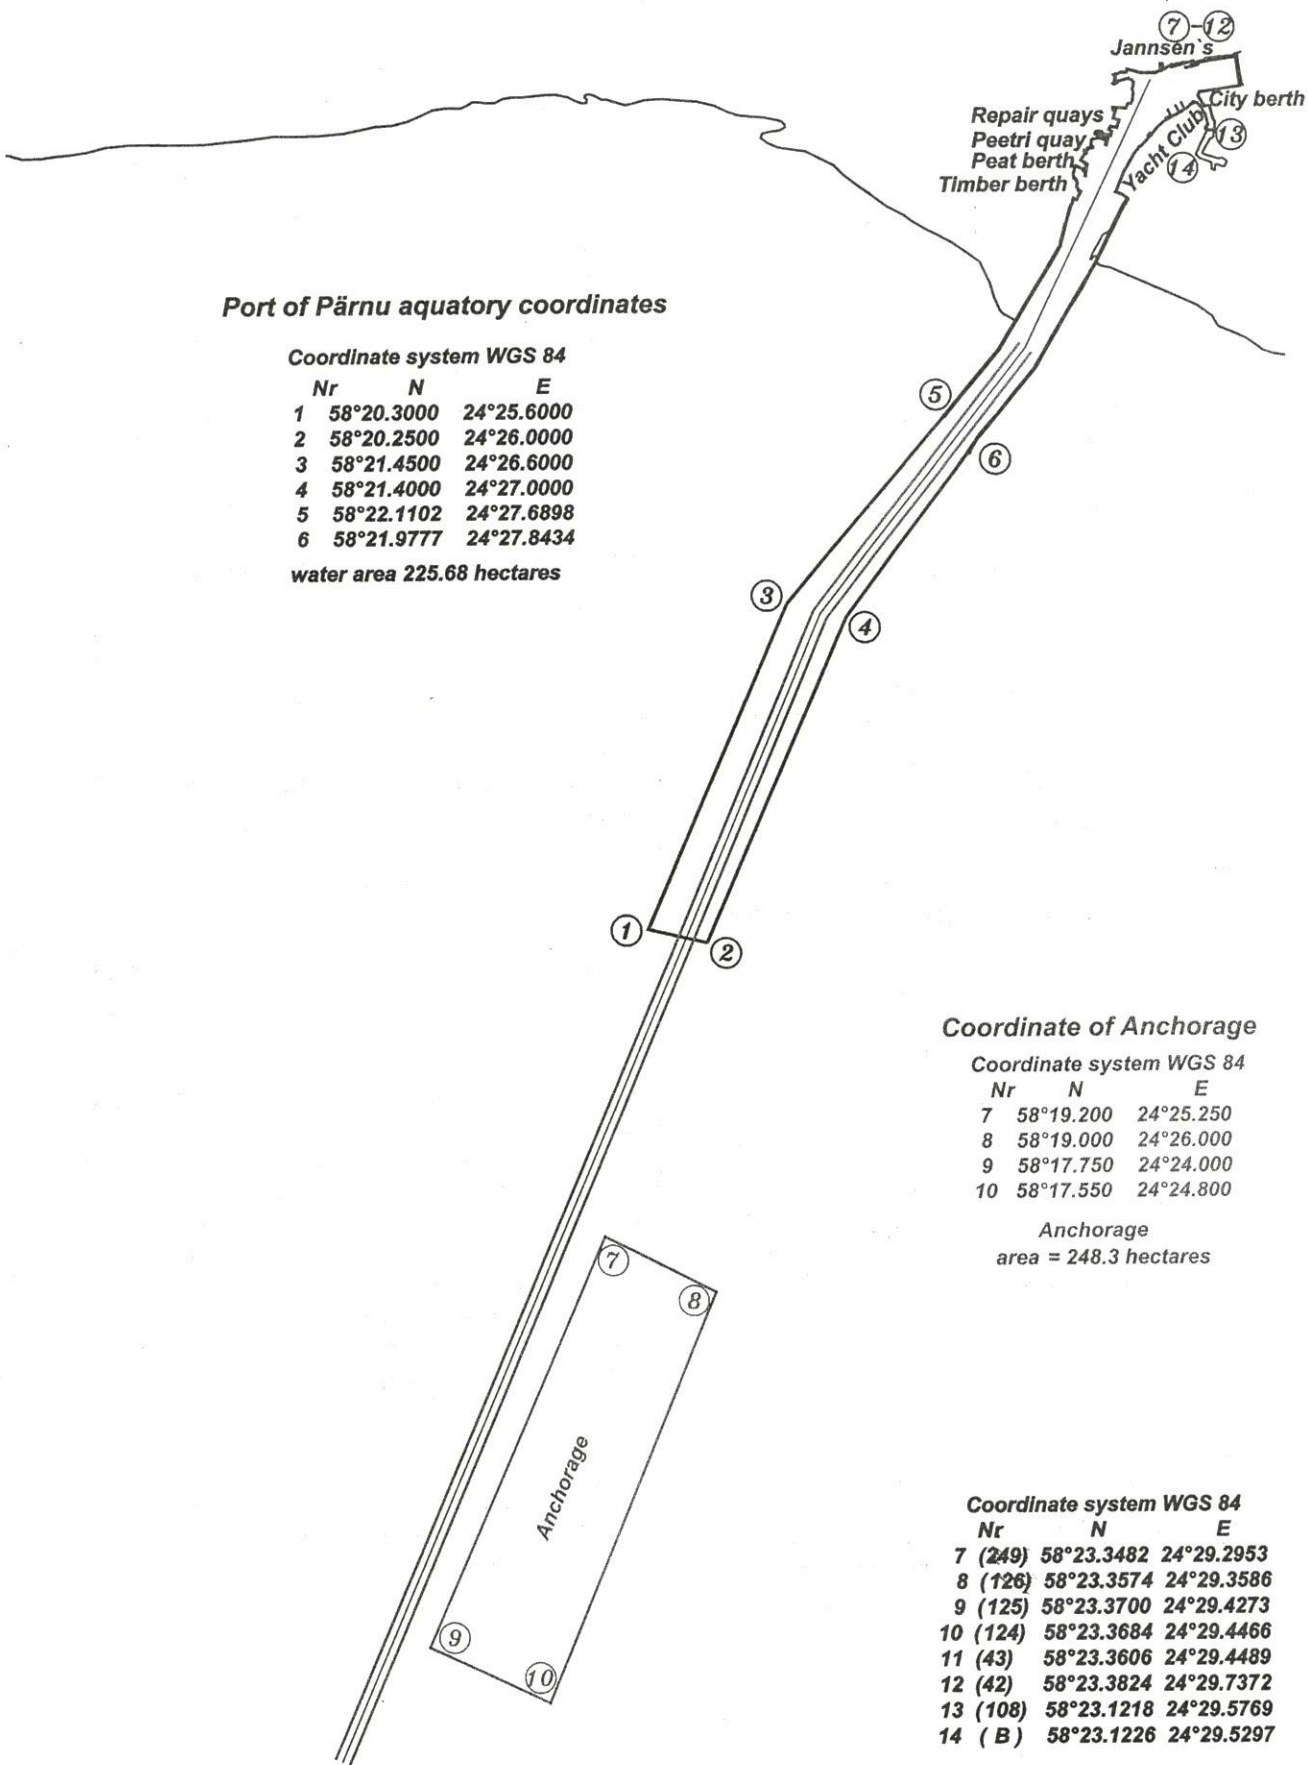 7-12
Jannsen`s
City berth
Repair quays
13
Peetri quay
Peat berth
Yacht Club
14
Timber berth
Port of Pärnu aquatory coordinates
Coordinate system WGS 84
Nr N E
1 58°20.3000 24°25.6000
2 58°20.2500 24°26.0000
3 58°21.4500 24°26.6000
4 58°21.4000 24°27.0000
5 58°22.1102 24°27.6898
6 58°21.9777 24°27.8434
water area 225.68 hectares
5
6
3
4
1
2
Coordinate of Anchorage
Coordinate system WGS 84
Nr N E
7 58°19.200 24°25.250
8 58°19.000 24°26.000
9 58°17.750 24°24.000
10 58°17.550 24°24.800
Anchorage
area = 248.3 hectares
7
8
Anchorage
9
10
Coordinate system WGS 84
Nr N E
7 (249) 58°23.3482 24°29.2953
8 (126) 58°23.3574 24°29.3586
9 (125) 58°23.3700 24°29.4273
10 (124) 58°23.3684 24°29.4466
11 (43) 58°23.3606 24°29.4489
12 (42) 58°23.3824 24°29.7372
13 (108) 58°23.1218 24°29.5769
14 ( B ) 58°23.1226 24°29.5297